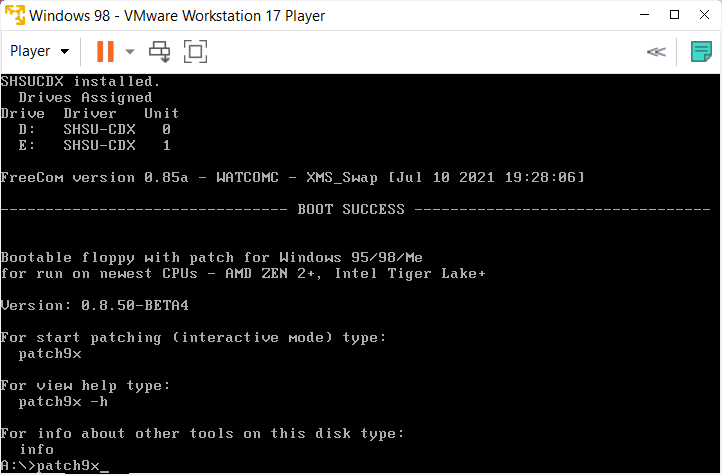 Windows 98 - VMware Workstation 17 Player
Player
SHSUCDX installed.
  Drives Assigned
Drive  Driver   Unit
  D:   SHSU-CDX   0
  E:   SHSU-CDX   1
FreeCom version 0.85a - WATCOMC - XMS_Swap [Jul 10 2021 19:28:06]
-------------------------------- BOOT SUCCESS ---------------------------------
Bootable floppy with patch for Windows 95/98/Me
for run on newest CPUs - AMD ZEN 2+, Intel Tiger Lake+
Version: 0.8.50-BETA4
For start patching (interactive mode) type:
  patch9x
For view help type:
  patch9x -h
For info about other tools on this disk type:
  info
A:\>patch9x_